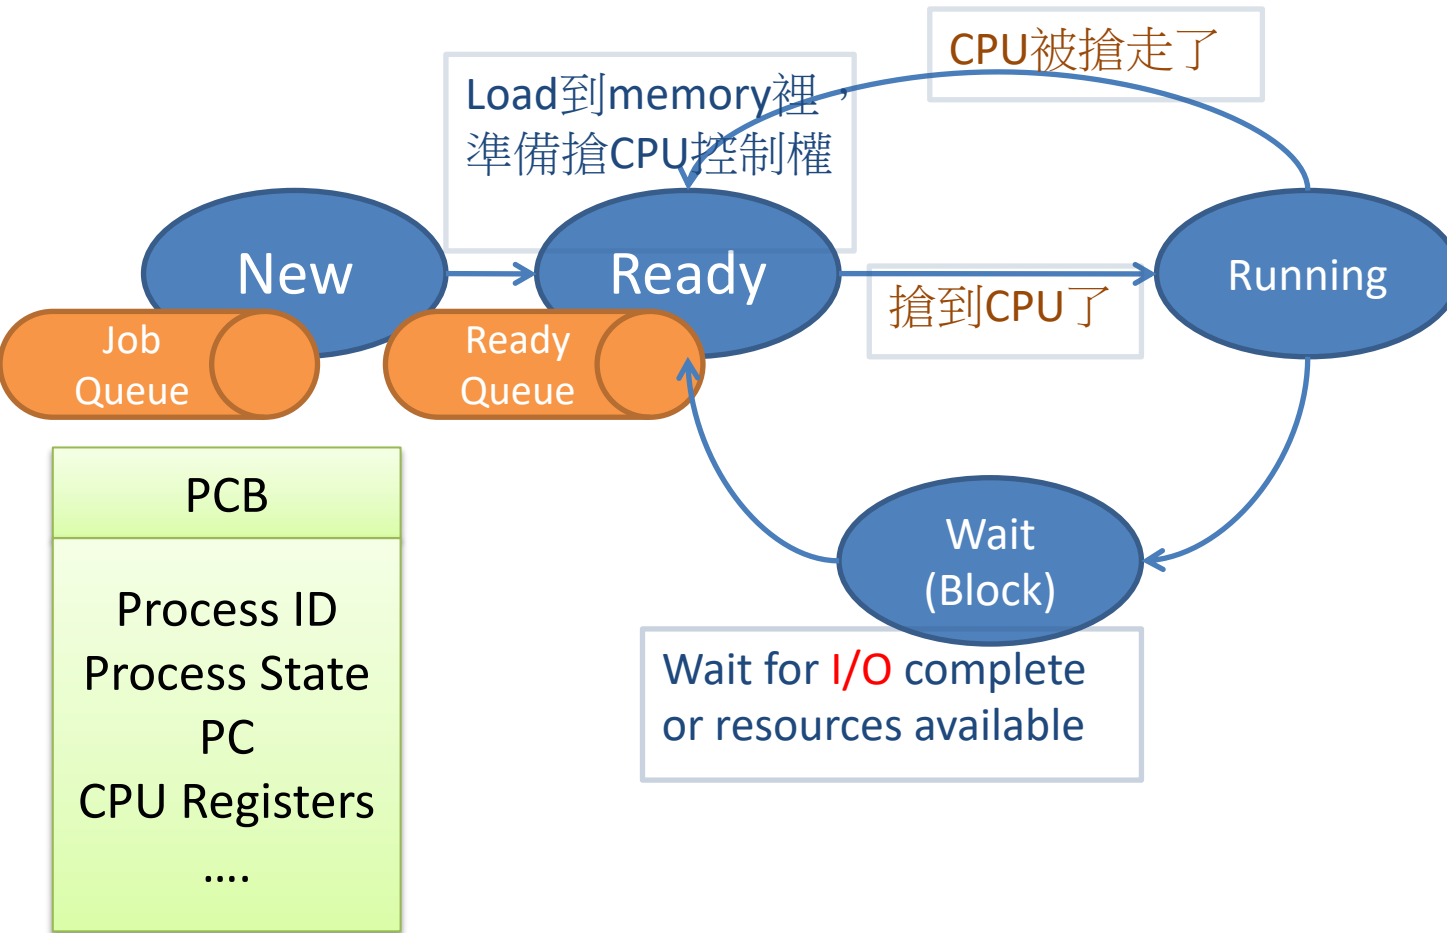 CPU被搶走了
Load到memory裡，
準備搶CPU控制權
New
Ready
Running
搶到CPU了
Job
Queue
Ready
Queue
PCB
Process ID
Process State
PC
CPU Registers
....
Wait
(Block)
Wait for I/O complete
or resources available